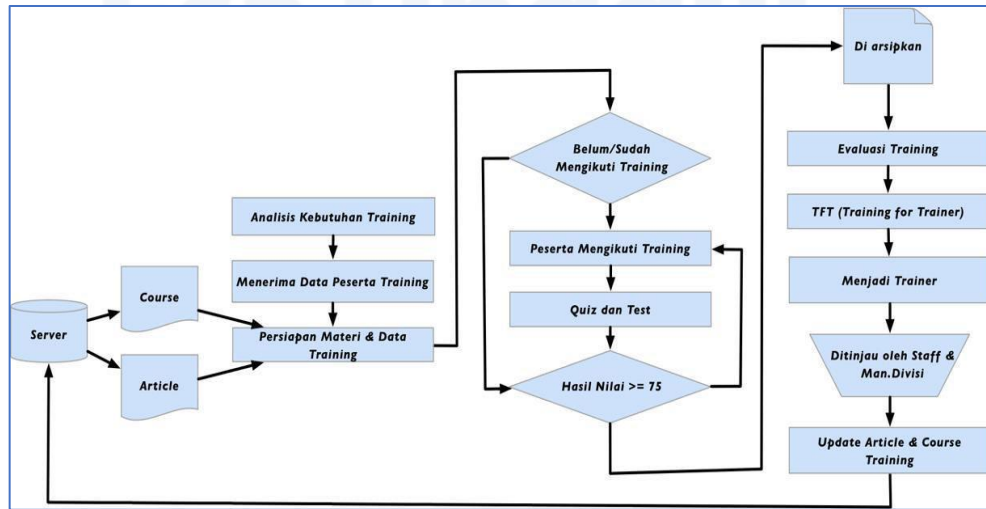 Di arsipkan
Belum/Sudah
Mengikuti Training
Evaluasi Training
Analisis Kebutuhan Training
TFT (Training for Trainer)
Peserta Mengikuti Training
Menerima Data Peserta Training
Menjadi Trainer
Course
Quiz dan Test
Server
Persiapan Materi & Data
Training
Ditinjau oleh Staff &
Man.Divisi
Article
Hasil Nilai >= 75
Update Article & Course
Training